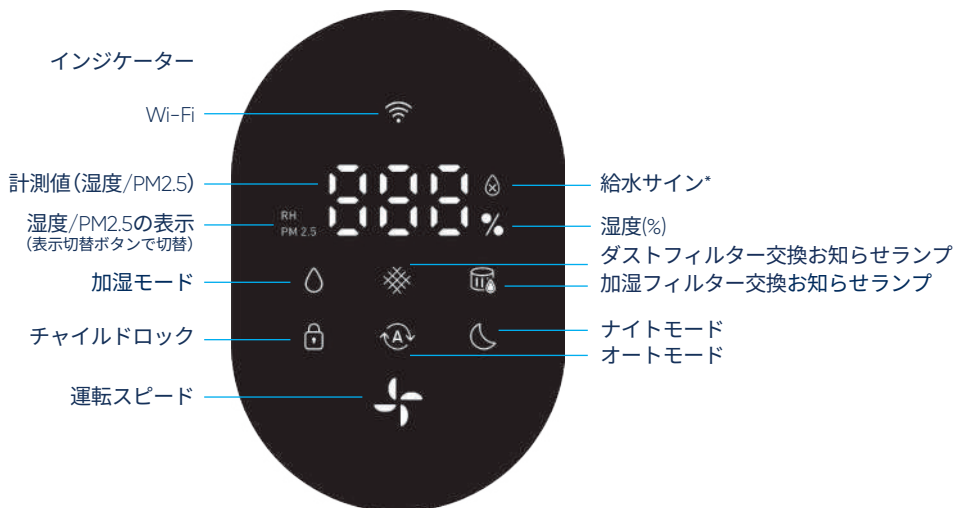 インジケーター
Wi-Fi
計測値(湿度/PM2.5)
888
給水サイン*
湿度/PM2.5の表示
(表示切替ボタンで切替)
RH
PM 2.5
%
湿度(%)
ダストフィルター交換お知らせランプ
加湿モード
加湿フィルター交換お知らせランプ
チャイルドロック
A
ナイトモード
オートモード
運転スピード